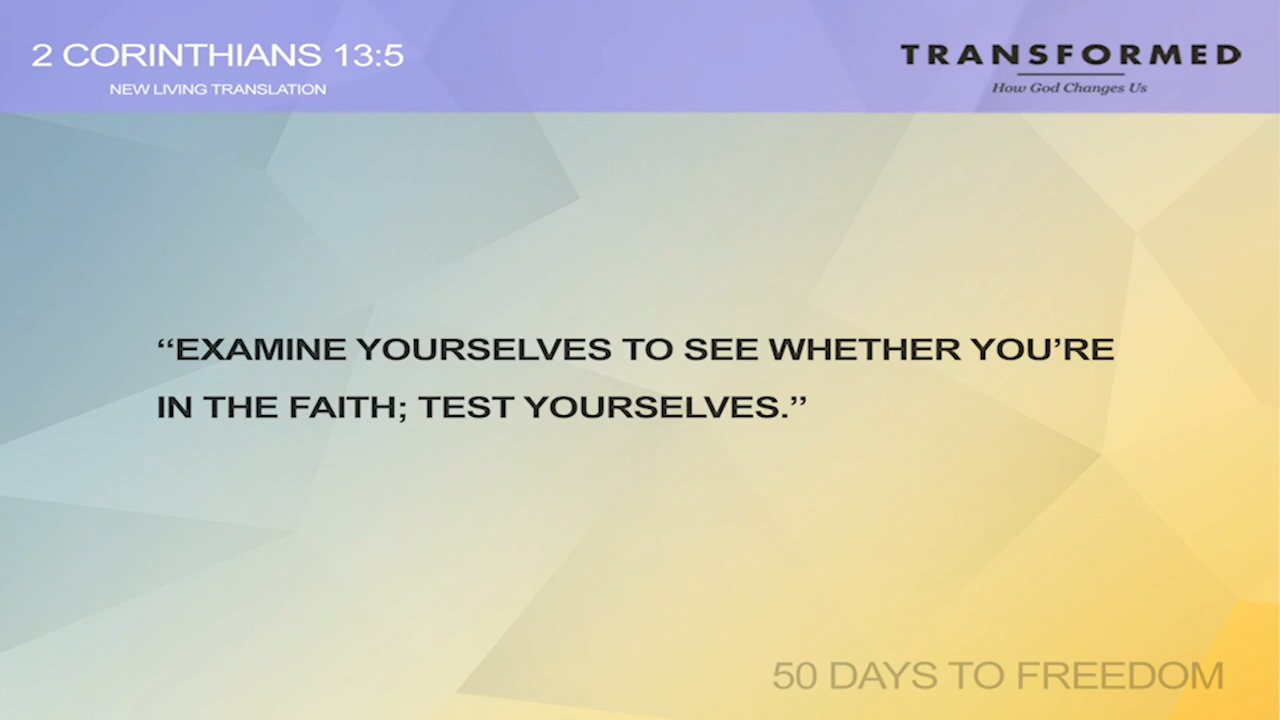 2 CORINTHIANS 13:5
NEW LIVING TRANSLATION
TRANSFORMED
How God Changes Us
“EXAMINE YOURSELVES TO SEE WHETHER YOU’RE
IN THE FAITH; TEST YOURSELVES.”
50 DAYS TO FREEDOM